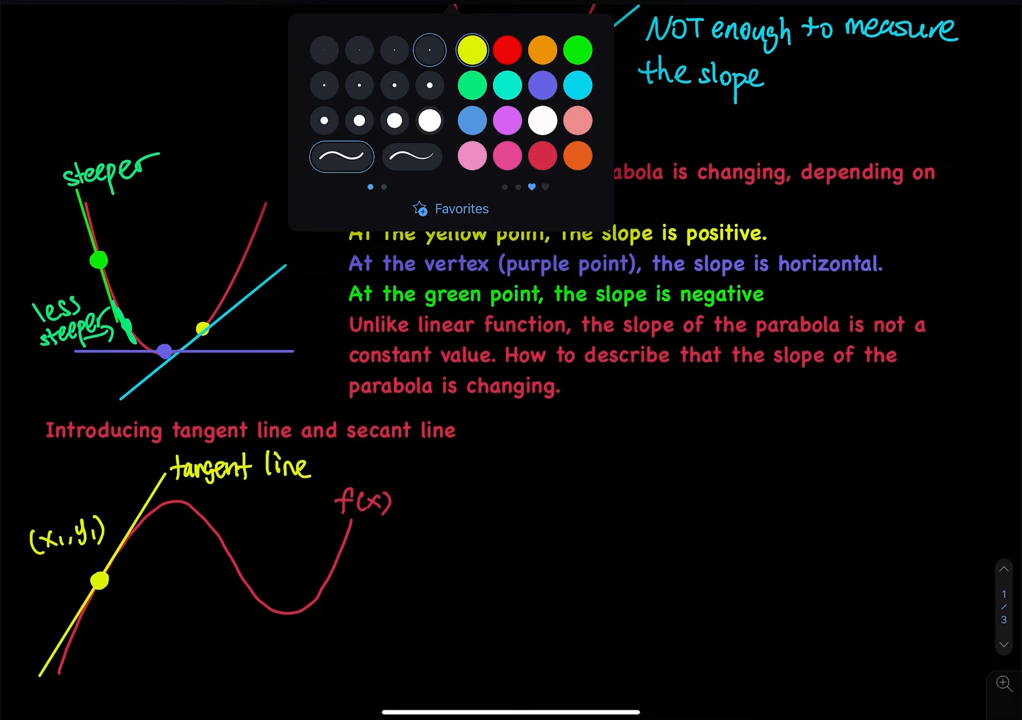 NOT enough to measure
the slope
Favorites
steeper
abola is changing, depending on
At the yellow point, the slope is positive.
At the vertex (purple point), the slope is horizontal.
At the green point, the slope is negative
less
steeper
Unlike linear function, the slope of the parabola is not a
constant value. How to describe that the slope of the
parabola is changing.
Introducing tangent line and secant line
tangent line
f(x)
(x₁, y₁)
1
/
3